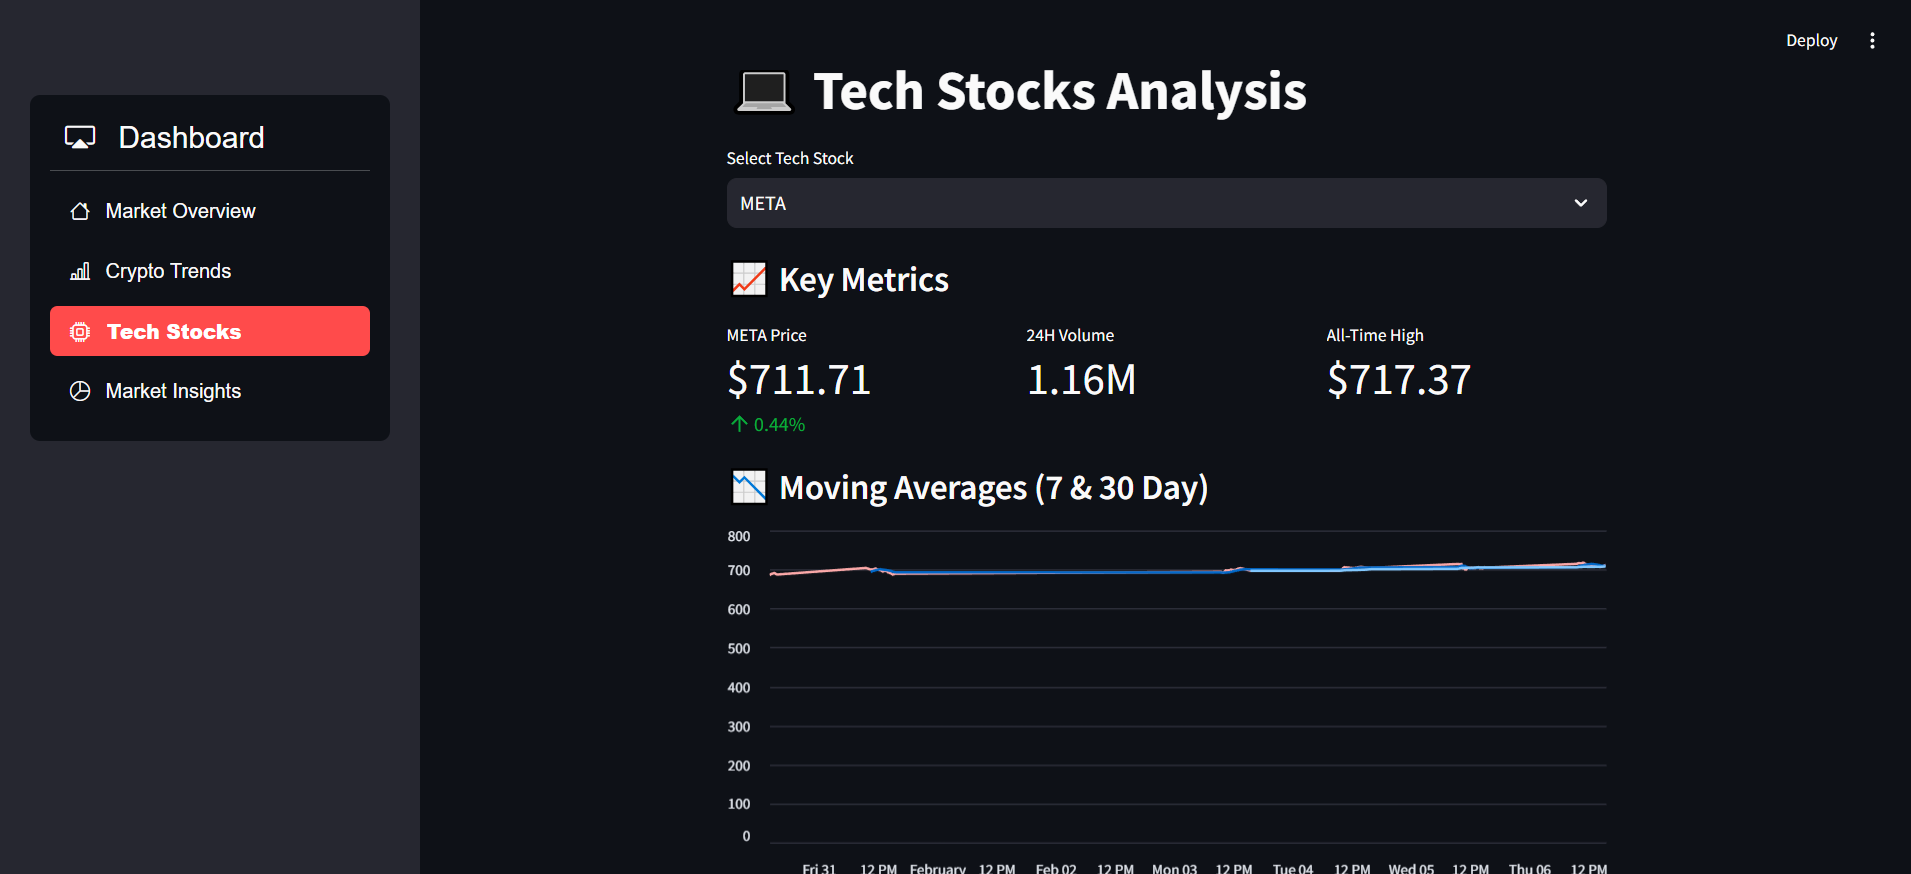 Deploy
Dashboard
Market Overview
Crypto Trends
Tech Stocks
Market Insights
Tech Stocks Analysis
Select Tech Stock
META
Key Metrics
META Price
$711.71
0.44%
24H Volume
1.16M
All-Time High
$717.37
Moving Averages (7 & 30 Day)
800
700
600
500
400
300
200
100
0
Fri 31 12 PM February 12 PM Feb 02 12 PM Mon 03 12 PM Tue 04 12 PM Wed 05 12 PM Thu 06 12 PM